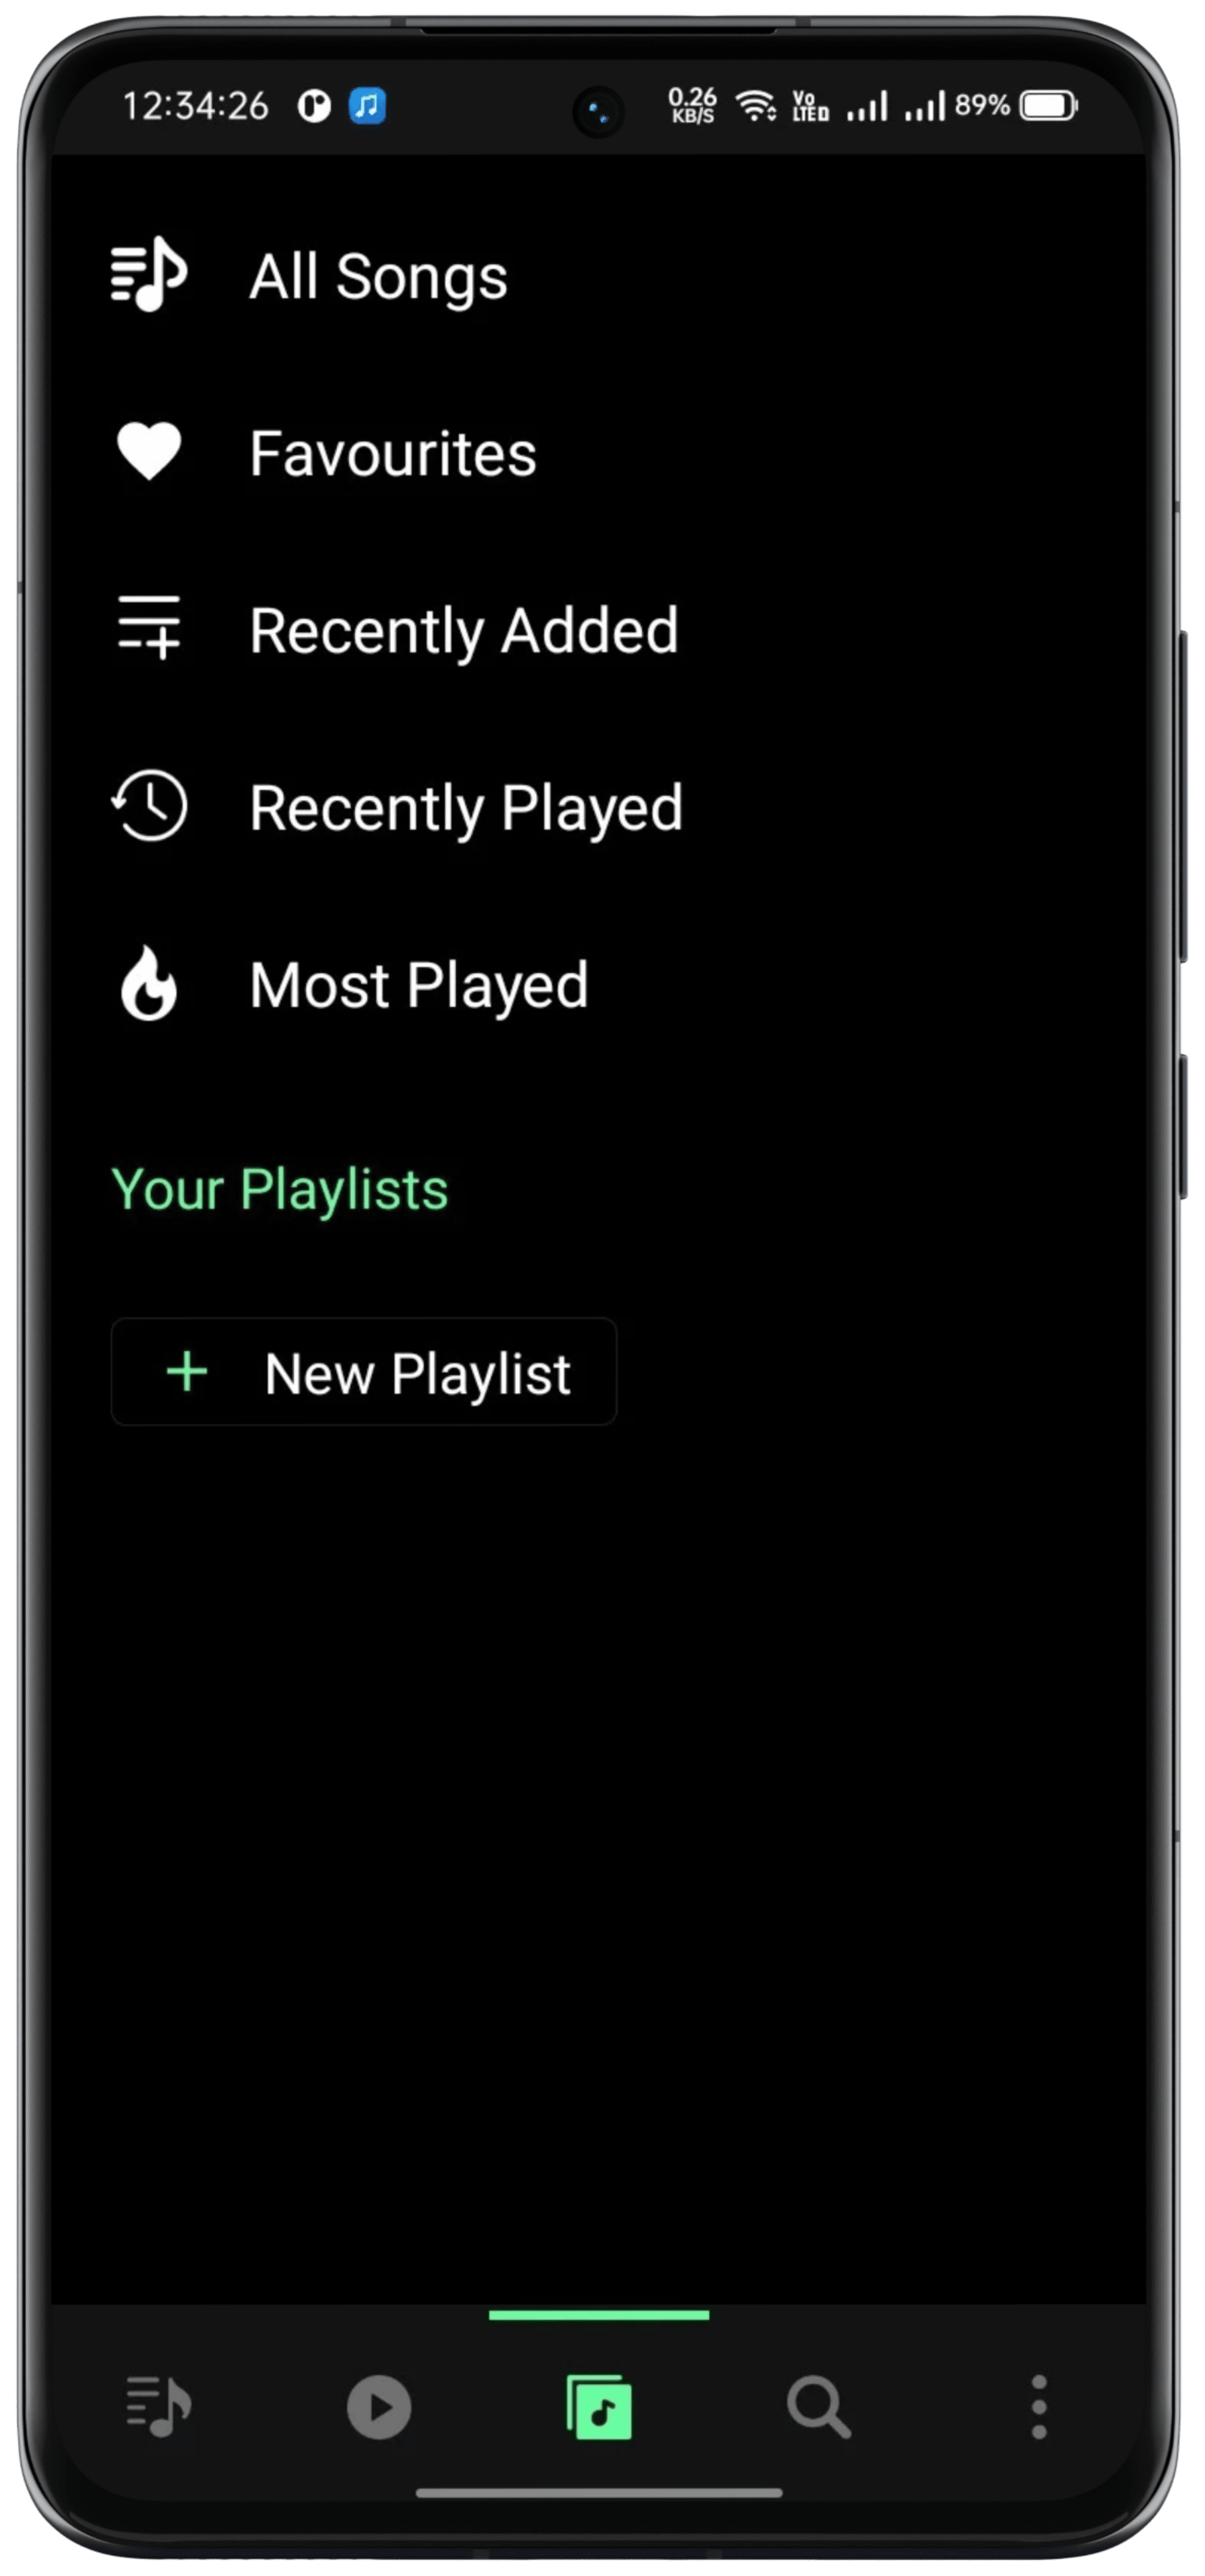 12:34:26 0.26 KB/S Vo LTE 89%
All Songs
Favourites
Recently Added
Recently Played
Most Played
Your Playlists
+ New Playlist